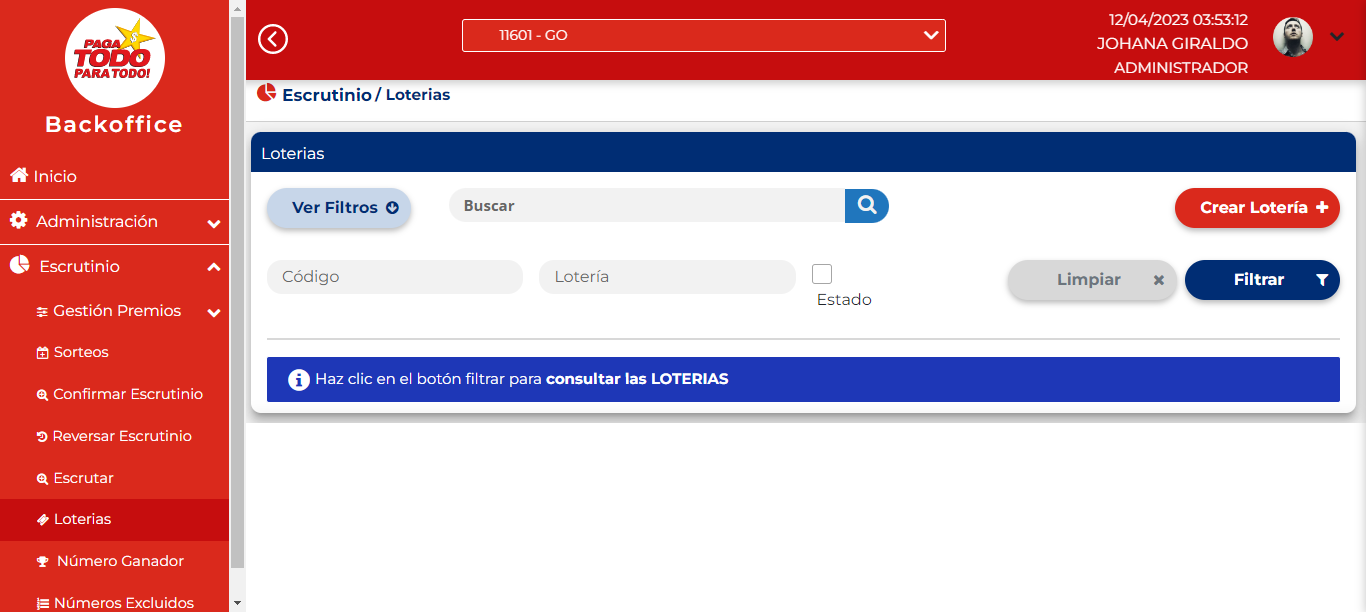 PAGA
TODO
PARA TODO!
Backoffice
Inicio
Administración
Escrutinio
Gestión Premios
Sorteos
Confirmar Escrutinio
Reversar Escrutinio
Escrutar
Loterias
Número Ganador
Números Excluidos
11601 - GO
12/04/2023 03:53:12
JOHANA GIRALDO
ADMINISTRADOR
Escrutinio / Loterias
Loterias
Ver Filtros
Buscar
Crear Lotería
Código
Lotería
Estado
Limpiar
Filtrar
Haz clic en el botón filtrar para consultar las LOTERIAS